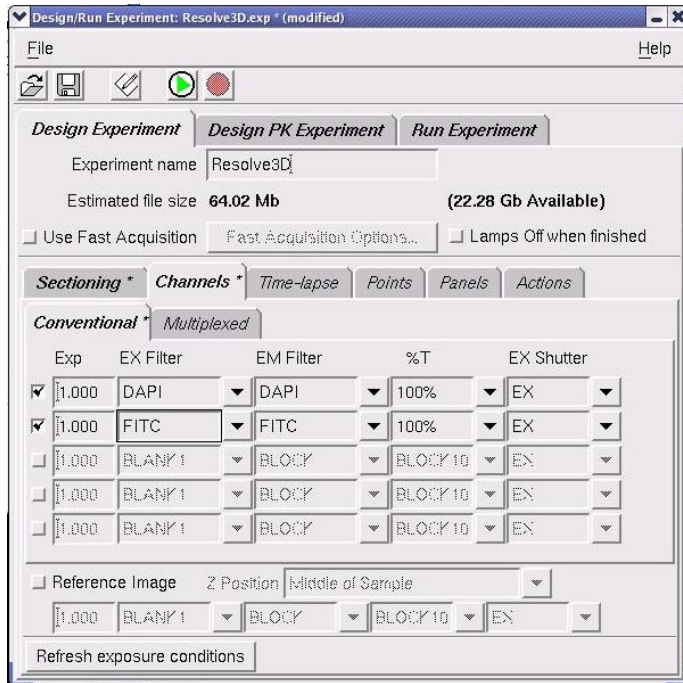 Design/Run Experiment: Resolve3D.exp * (modified)
File Help
Design Experiment Design PK Experiment Run Experiment
Experiment name Resolve3D
Estimated file size 64.02 Mb (22.28 Gb Available)
Use Fast Acquisition Fast Acquisition Options... Lamps Off when finished
Sectioning * Channels * Time-lapse Points Panels Actions
Conventional * Multiplexed
Exp EX Filter EM Filter %T EX Shutter
1.000 DAPI DAPI 100% EX
1.000 FITC FITC 100% EX
1.000 BLANK1 BLOCK BLOCK10 EX
1.000 BLANK1 BLOCK BLOCK10 EX
1.000 BLANK1 BLOCK BLOCK10 EX
Reference Image Z Position Middle of Sample
1.000 BLANK1 BLOCK BLOCK10 EX
Refresh exposure conditions